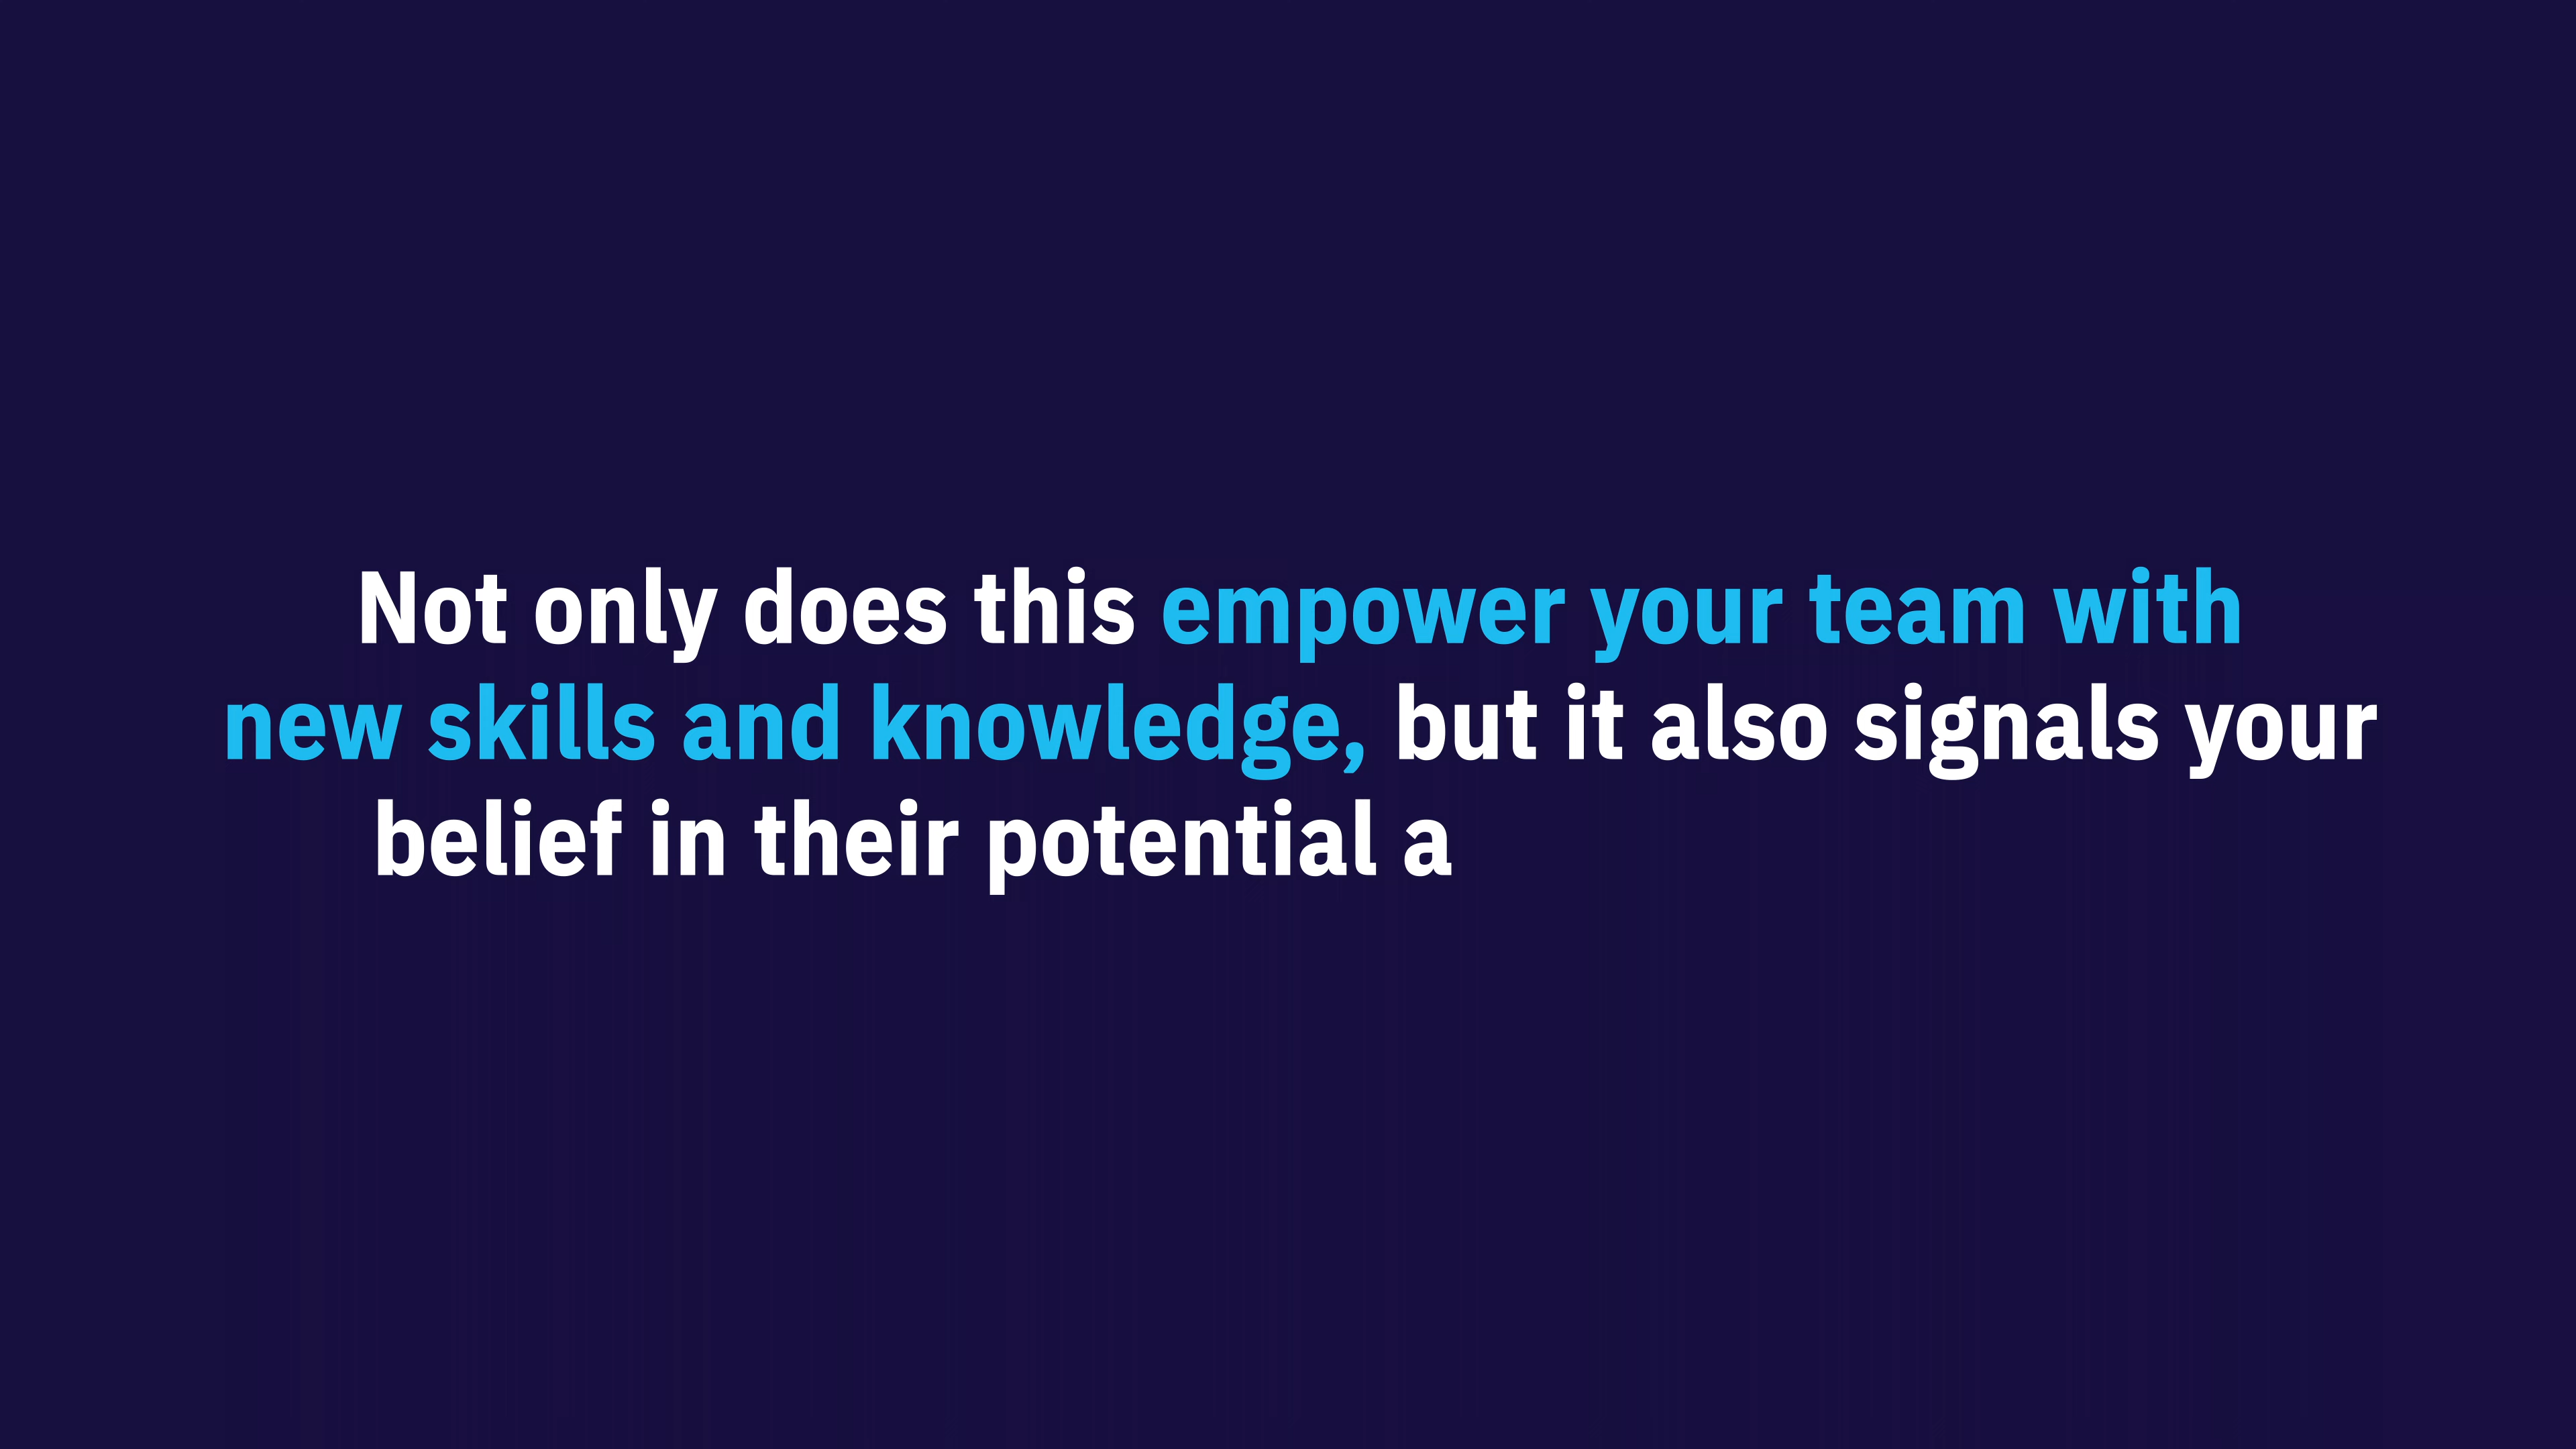 Not only does this empower your team with
new skills and knowledge, but it also signals your
belief in their potential a